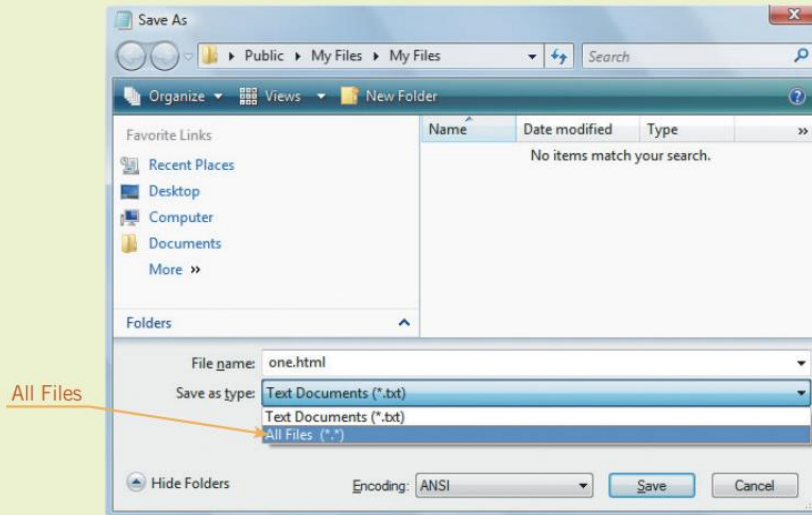 Save As
Public ▸ My Files ▸ My Files
Search
Organize Views New Folder
Favorite Links
Name Date modified Type »
No items match your search.
Recent Places
Desktop
Computer
Documents
More »
Folders
File name: one.html
All Files
Save as type: Text Documents (*.txt)
Text Documents (*.txt)
All Files (*.*)
Hide Folders
Encoding: ANSI
Save
Cancel